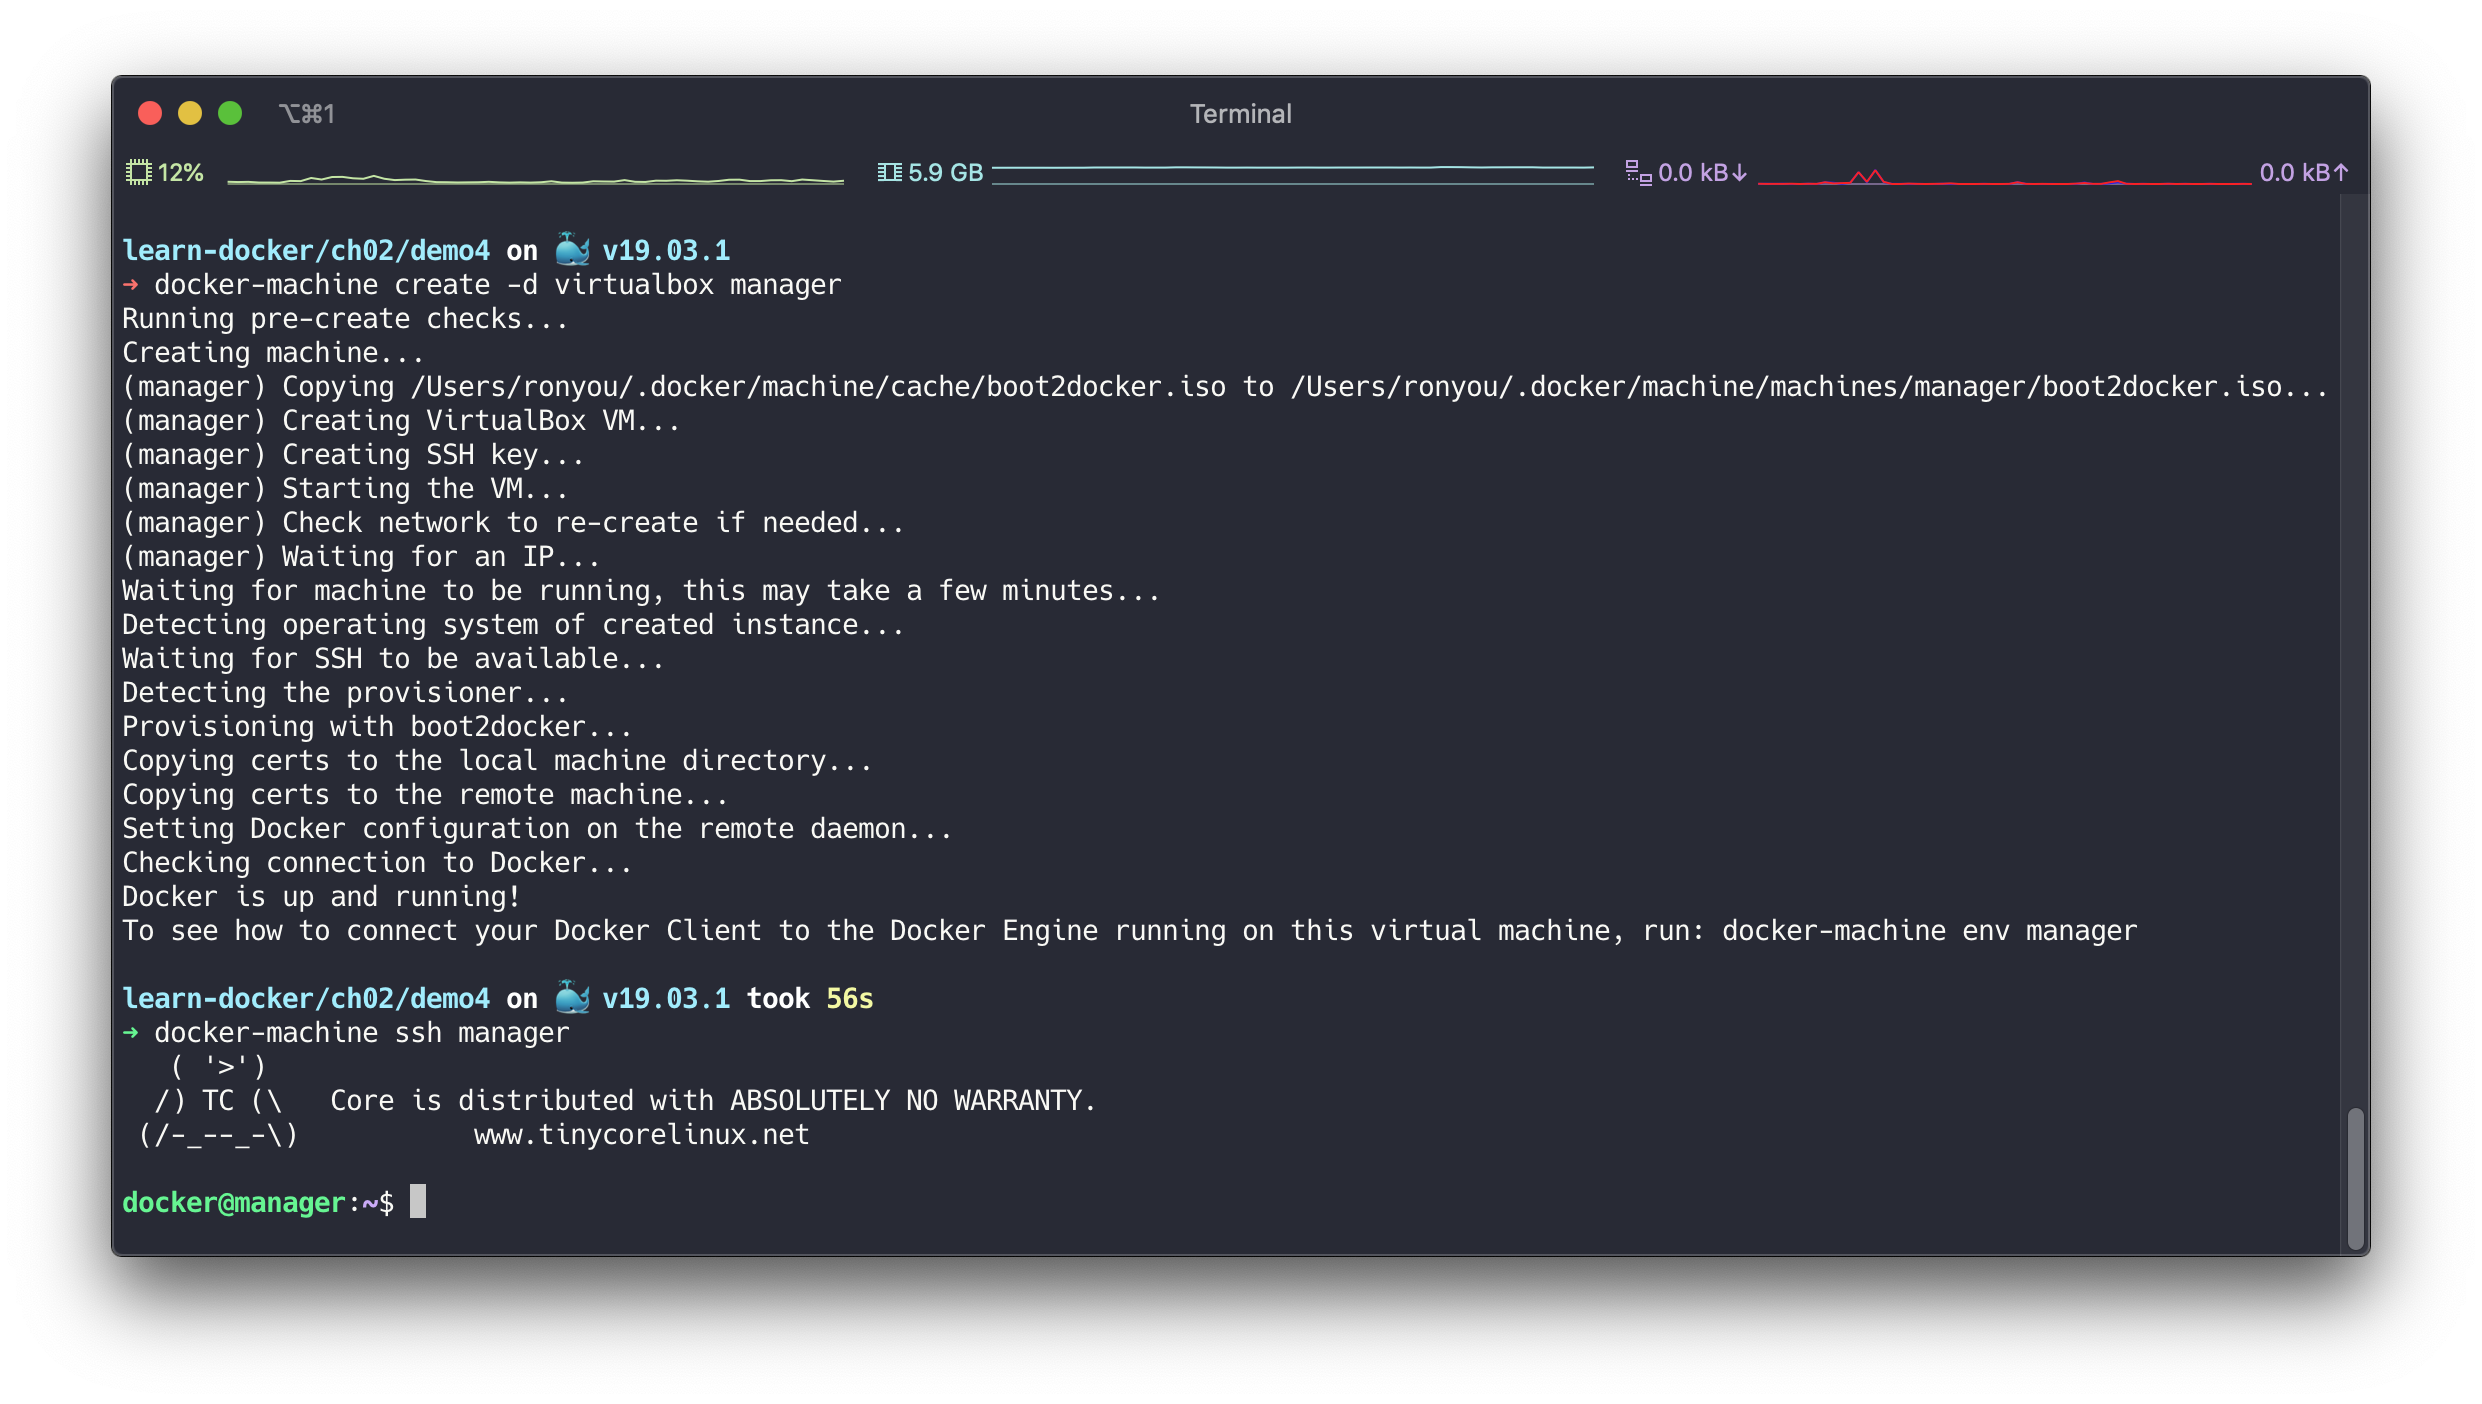 ⌥⌘1 Terminal
12% 5.9 GB 0.0 kB↓ 0.0 kB↑
learn-docker/ch02/demo4 on 🐳 v19.03.1
➜ docker-machine create -d virtualbox manager
Running pre-create checks...
Creating machine...
(manager) Copying /Users/ronyou/.docker/machine/cache/boot2docker.iso to /Users/ronyou/.docker/machine/machines/manager/boot2docker.iso...
(manager) Creating VirtualBox VM...
(manager) Creating SSH key...
(manager) Starting the VM...
(manager) Check network to re-create if needed...
(manager) Waiting for an IP...
Waiting for machine to be running, this may take a few minutes...
Detecting operating system of created instance...
Waiting for SSH to be available...
Detecting the provisioner...
Provisioning with boot2docker...
Copying certs to the local machine directory...
Copying certs to the remote machine...
Setting Docker configuration on the remote daemon...
Checking connection to Docker...
Docker is up and running!
To see how to connect your Docker Client to the Docker Engine running on this virtual machine, run: docker-machine env manager
learn-docker/ch02/demo4 on 🐳 v19.03.1 took 56s
➜ docker-machine ssh manager
   ( '>')
  /) TC (\   Core is distributed with ABSOLUTELY NO WARRANTY.
 (/-_--_-\)           www.tinycorelinux.net
docker@manager:~$